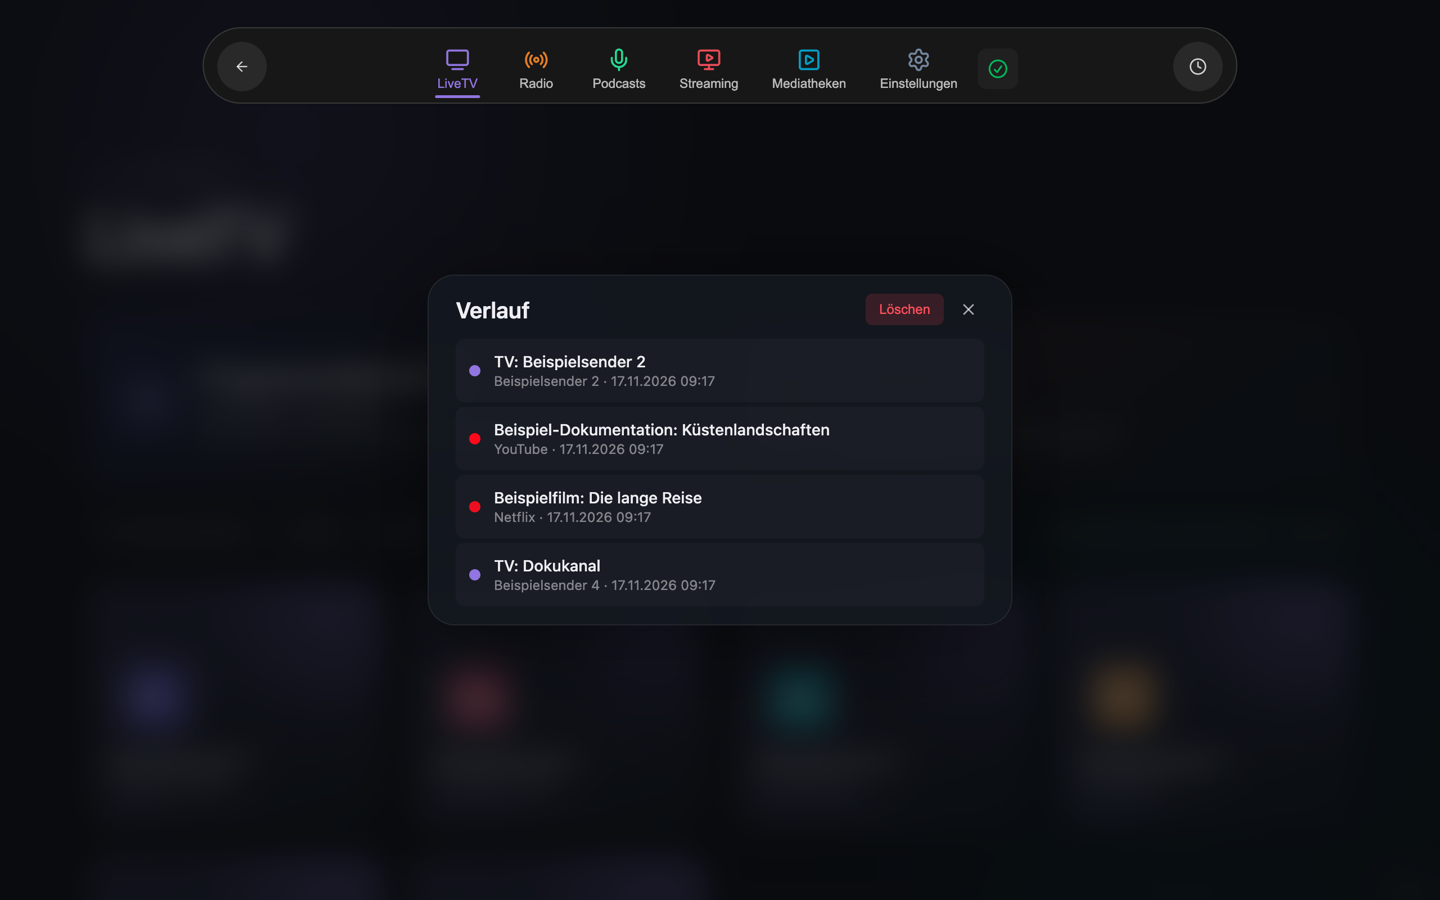 LiveTV
Radio
Podcasts
Streaming
Mediatheken
Einstellungen
LiveTV
Verlauf
Löschen
TV: Beispielsender 2
Beispielsender 2 · 17.11.2026 09:17
Beispiel-Dokumentation: Küstenlandschaften
YouTube · 17.11.2026 09:17
Beispielfilm: Die lange Reise
Netflix · 17.11.2026 09:17
TV: Dokukanal
Beispielsender 4 · 17.11.2026 09:17